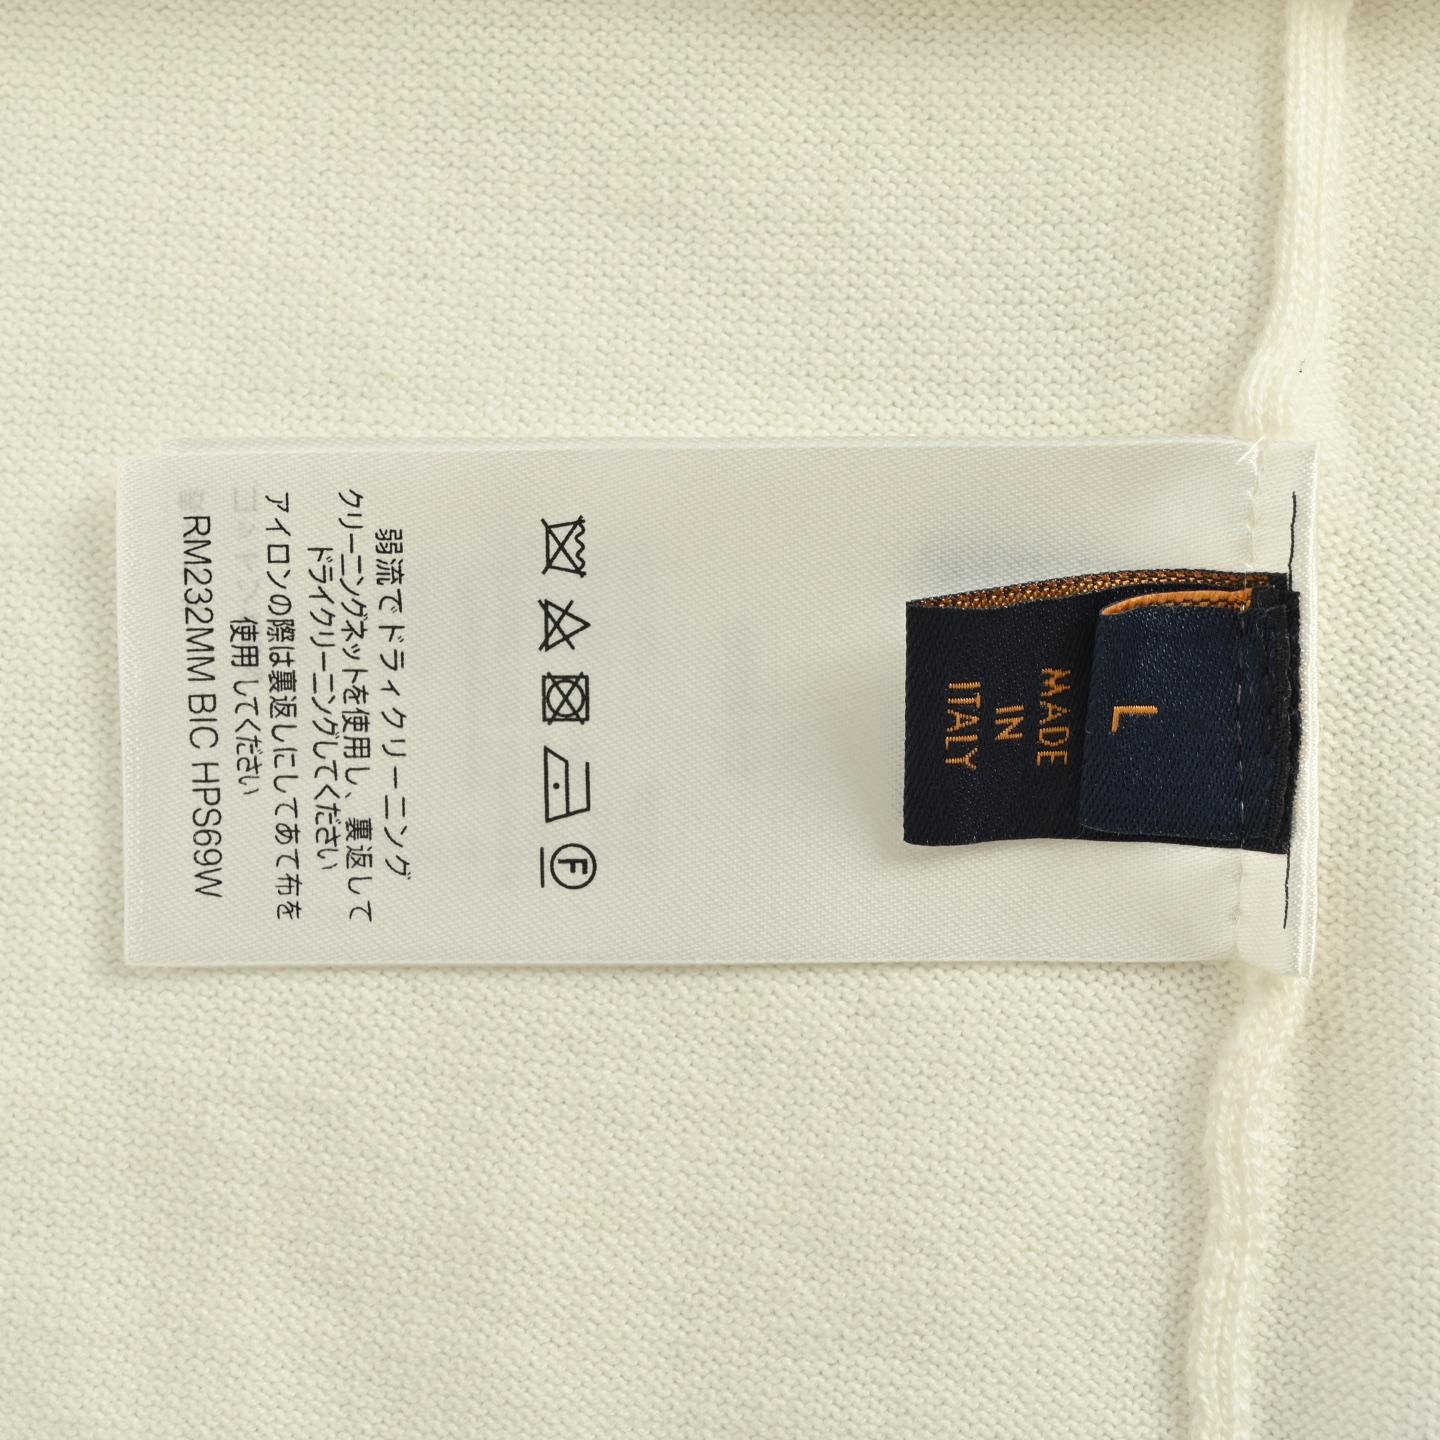 弱流でドライクリーニング
クリーニングネットを使用し、裏返して
ドライクリーニングしてください
アイロンの際は裏返しにしてあて布を
使用してください
RM232MM BIC HPS69W
F
L
MADE
IN
ITALY